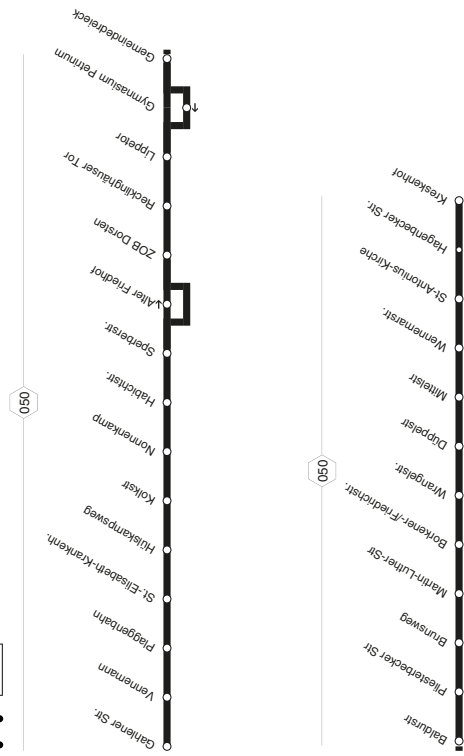 Gemeindedreieck
Gymnasium Petrinum
Lippetor
Recklinghäuser Tor
ZOB Dorsten
Alter Friedhof
Sperberstr.
Habichtstr.
Nonnenkamp
Kolkstr
Hülskampsweg
St.-Elisabeth-Krankenh.
Plaggenbahn
Vennemann
Gahlener Str.
050
Kreskenhof
Hagenbecker Str.
St-Antonius-Kirche
Wennemarstr.
Mittelstr
Düppelstr
Wrangelstr.
Borkener-/Friedrichstr.
Martin-Luther-Str
Brunsweg
Pliesterbecker Str
Baldurstr
050